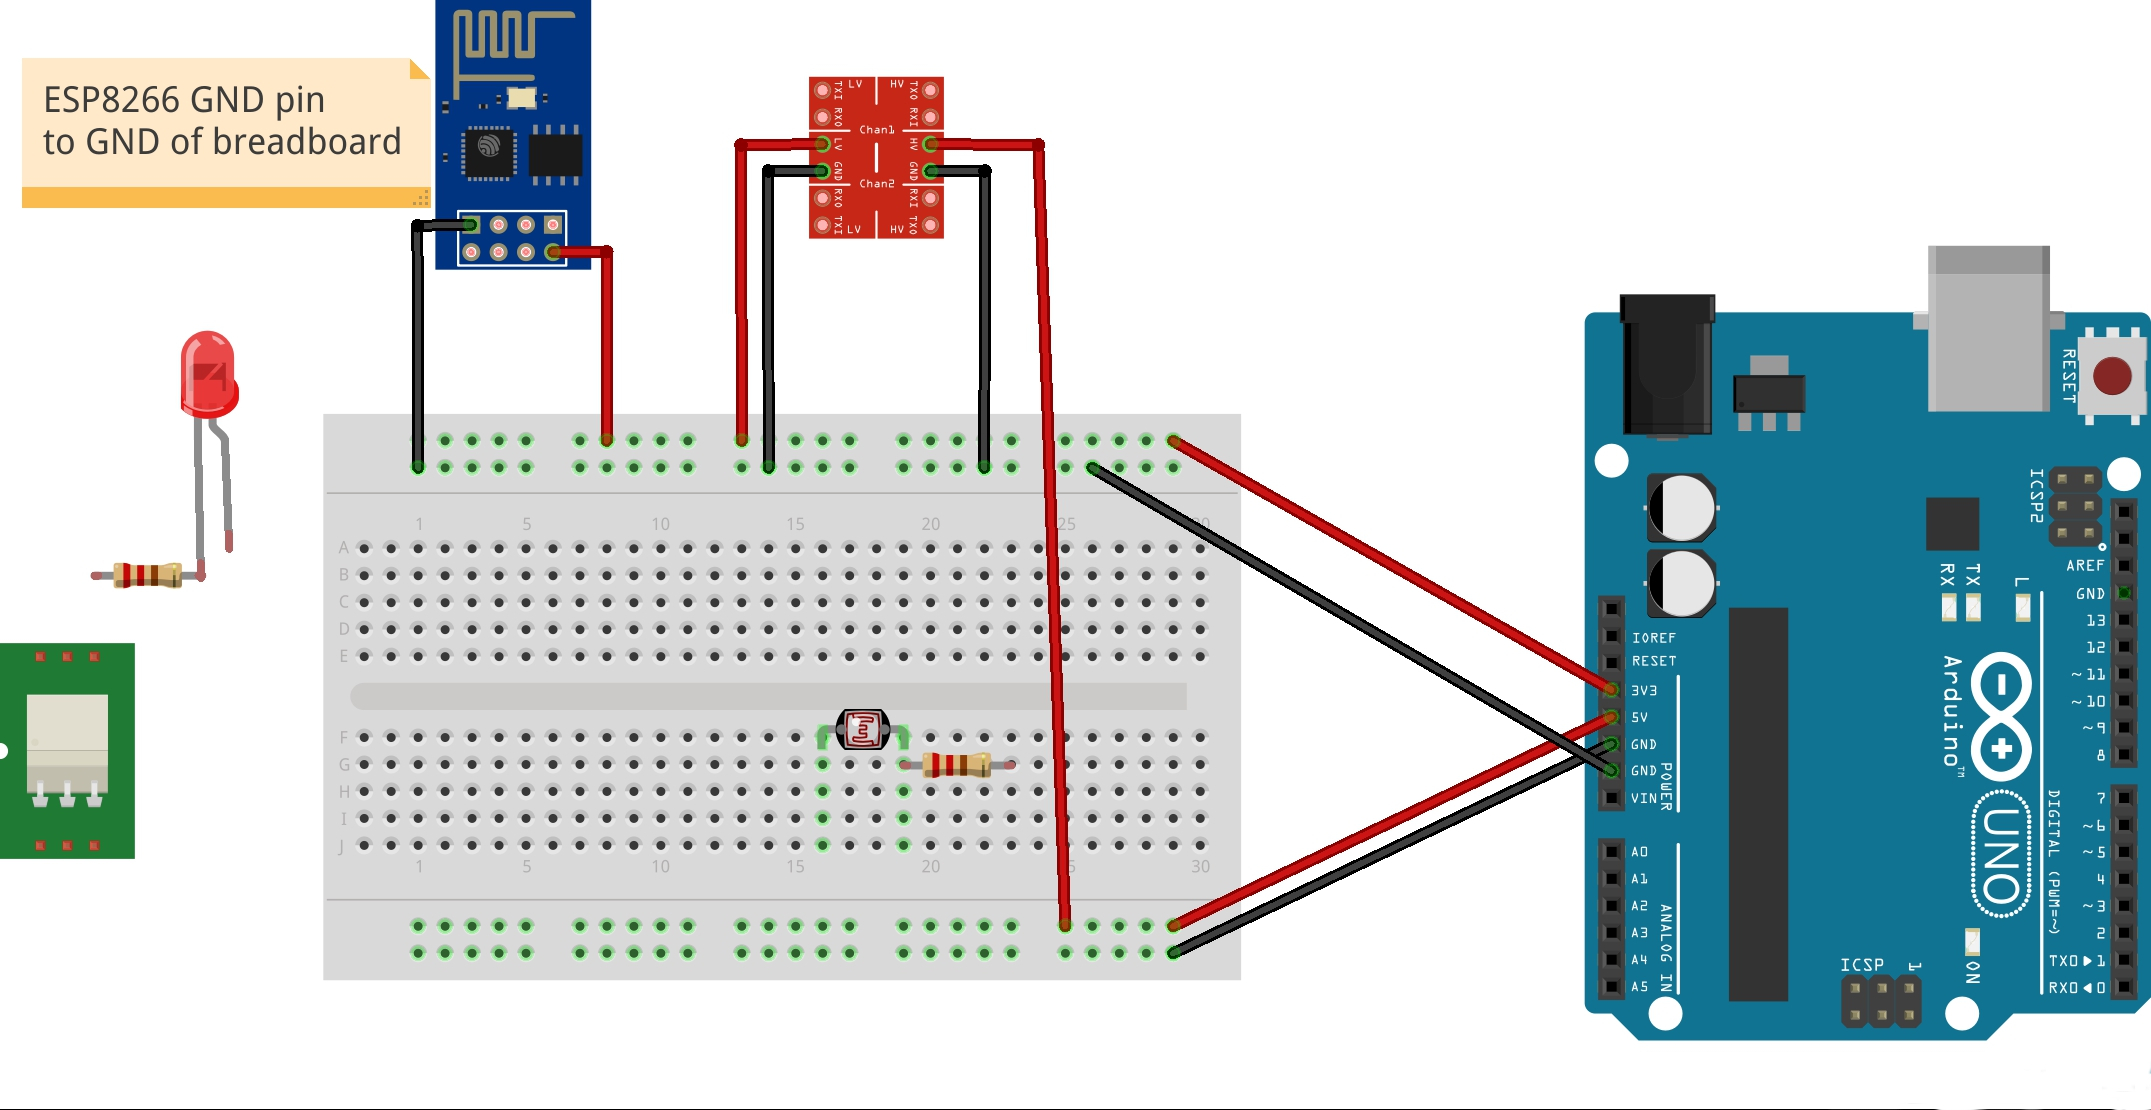 ESP8266 GND pin
to GND of breadboard
TXI LV HV TXO
RXO RXI
Chan1
LV HV
GND GND
Chan2
RXO RXI
TXI LV HV TXO
1 5 10 15 20 25 30
A
B
C
D
E
F
G
H
I
J
1 5 10 15 20 25 30
RESET
ICSP2
AREF
GND
13
12
~11
~10
~9
8
7
~6
~5
4
~3
2
TX0▶1
RX0◀0
DIGITAL (PWM=~)
RX TX L
Arduino™
UNO
IOREF
RESET
3V3
5V
GND
GND
VIN
POWER
A0
A1
A2
A3
A4
A5
ANALOG IN
ICSP 1
ON